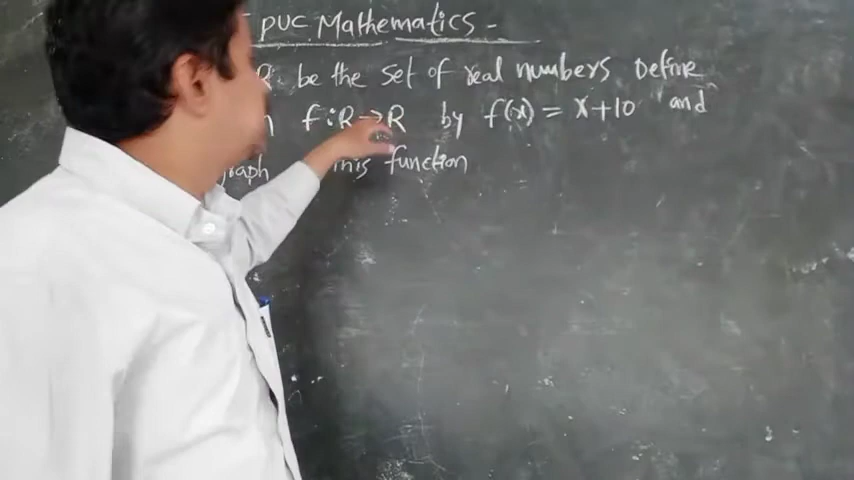 PUC Mathematics -
R. be the set of real numbers Define
f:R→R by f(x) = x+10 and
graph this function